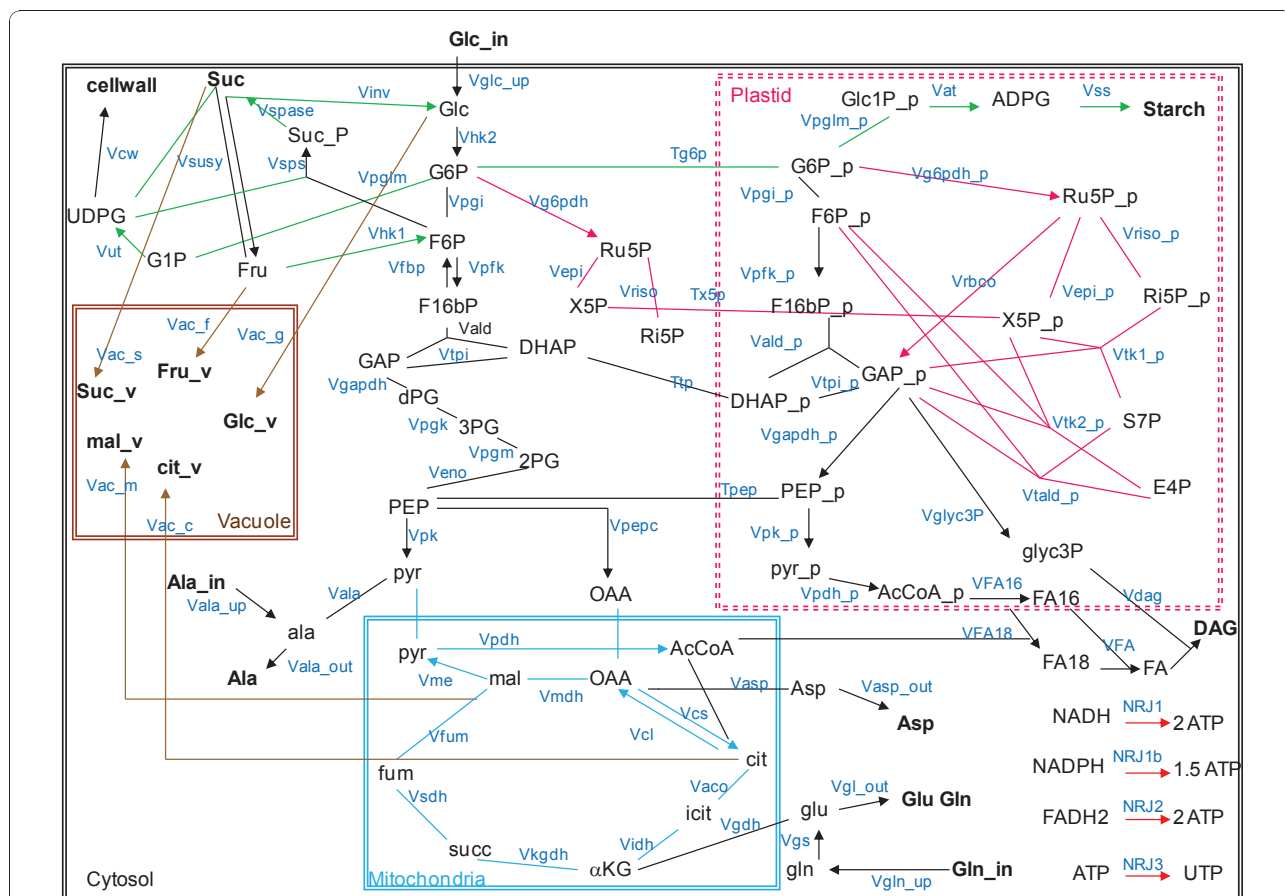 Glc_in
cellwall
Suc
Vglc_up
Vinv
Glc
Vspase
Suc_P
Vhk2
Vcw
Vsusy
Vsps
Vpglm
G6P
Tg6p
Vpgi
Vg6pdh
UDPG
Vut
G1P
Fru
Vhk1
F6P
Ru5P
Vfbp
Vpfk
Vepi
F16bP
X5P
Vriso
Tx5p
Ri5P
Vald
Vtpi
DHAP
GAP
Vgapdh
dPG
Ttp
Vpgk
3PG
Vpgm
2PG
Veno
PEP
Tpep
Vpk
Vpepc
pyr
OAA
Plastid
Glc1P_p
Vat
ADPG
Vss
Starch
Vpglm_p
G6P_p
Vg6pdh_p
Vpgi_p
Ru5P_p
F6P_p
Vriso_p
Vpfk_p
Vrbco
Vepi_p
Ri5P_p
F16bP_p
X5P_p
Vald_p
Vtk1_p
Vtpi_p
GAP_p
DHAP_p
S7P
Vtk2_p
Vgapdh_p
E4P
Vtald_p
PEP_p
Vglyc3P
Vpk_p
glyc3P
pyr_p
Vpdh_p
AcCoA_p
VFA16
FA16
Vdag
Vac_f
Vac_g
Vac_s
Fru_v
Suc_v
Glc_v
mal_v
cit_v
Vac_m
Vac_c
Vacuole
Ala_in
Vala_up
Vala
ala
Vala_out
Ala
Vpdh
pyr
AcCoA
Vme
mal
Vmdh
OAA
Vasp
Asp
Vasp_out
Asp
Vcs
Vcl
Vfum
cit
fum
Vaco
Vsdh
icit
succ
Vkgdh
αKG
Vidh
Vgdh
glu
Vgl_out
Glu Gln
Vgs
gln
Vgln_up
Gln_in
Mitochondria
Cytosol
VFA18
VFA
DAG
FA18
FA
NADH
NRJ1
2 ATP
NADPH
NRJ1b
1.5 ATP
FADH2
NRJ2
2 ATP
ATP
NRJ3
UTP